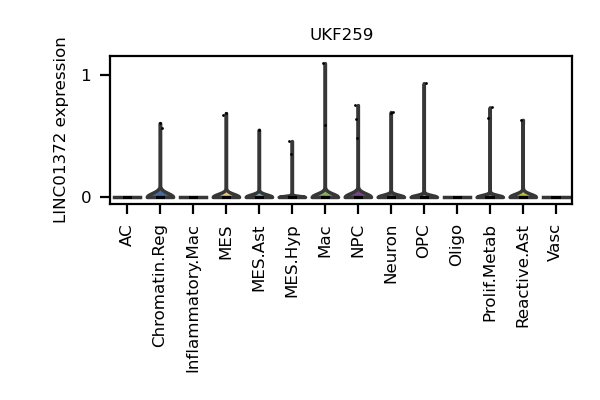 UKF259
LINC01372 expression
1
0
AC
Chromatin.Reg
Inflammatory.Mac
MES
MES.Ast
MES.Hyp
Mac
NPC
Neuron
OPC
Oligo
Prolif.Metab
Reactive.Ast
Vasc